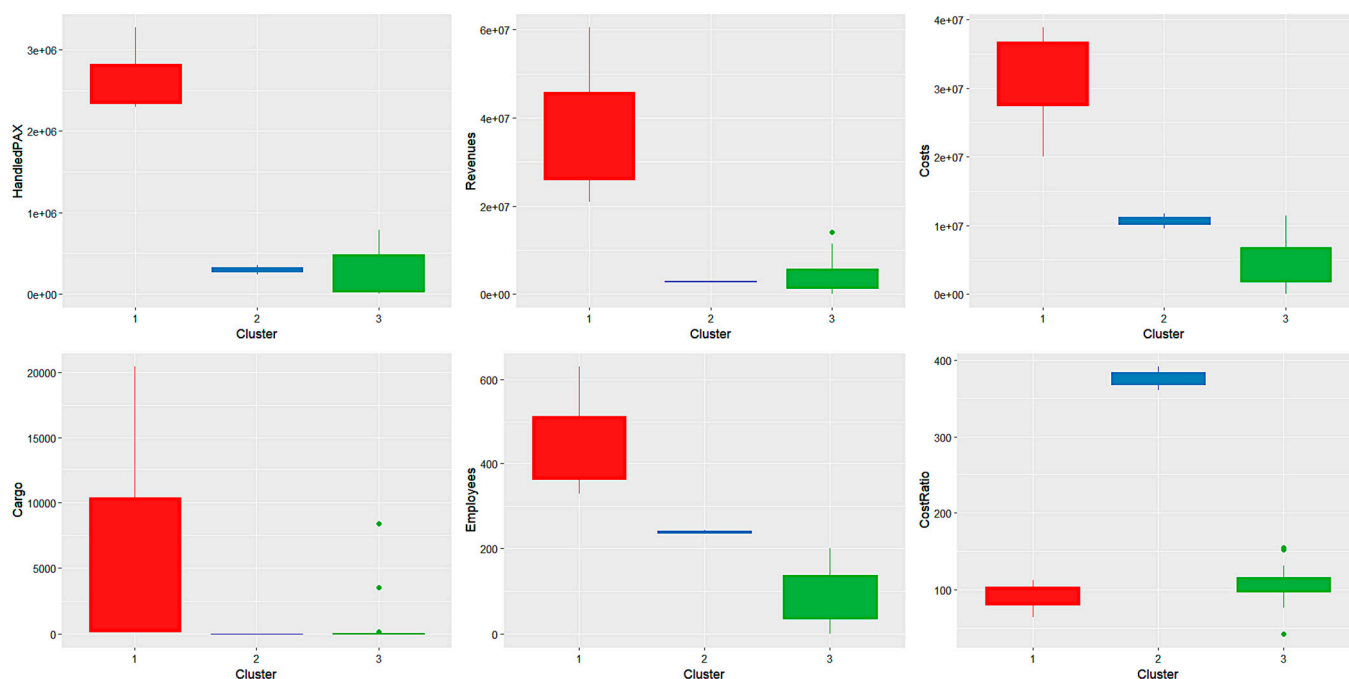 HandledPAX
3e+06
2e+06
1e+06
0e+00
1 2 3
Cluster
Revenues
6e+07
4e+07
2e+07
0e+00
1 2 3
Cluster
Costs
4e+07
3e+07
2e+07
1e+07
0e+00
1 2 3
Cluster
Cargo
20000
15000
10000
5000
0
1 2 3
Cluster
Employees
600
400
200
0
1 2 3
Cluster
CostRatio
400
300
200
100
1 2 3
Cluster